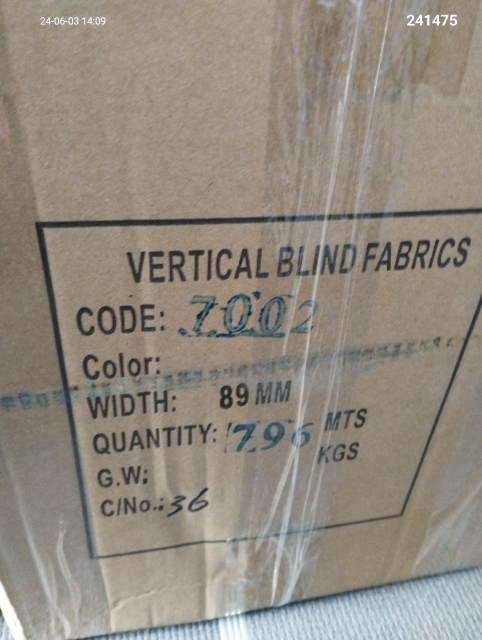 24-06-03 14:09
241475
VERTICAL BLIND FABRICS
CODE: 7002
Color:
WIDTH: 89 MM
QUANTITY: 796 MTS
KGS
G.W:
C/No.: 36